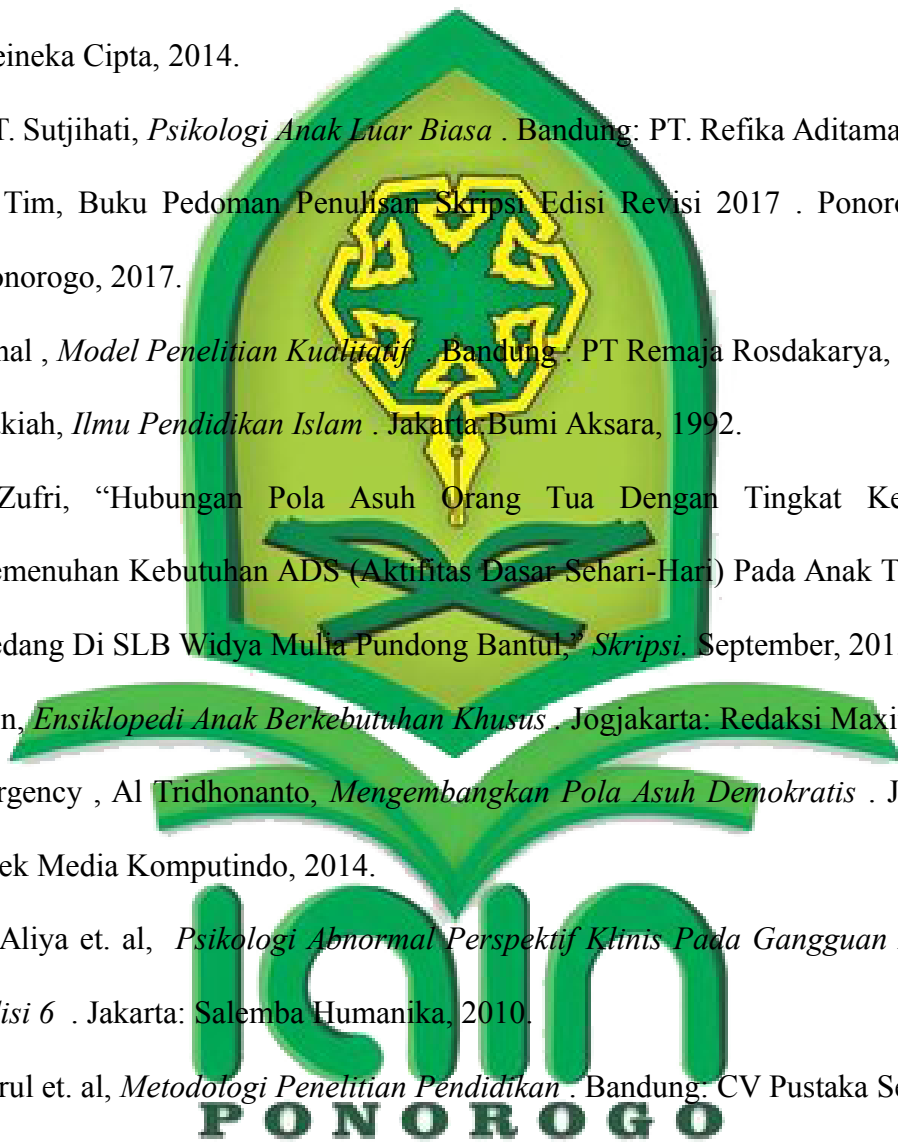 eineka Cipta, 2014.
T. Sutjihati, Psikologi Anak Luar Biasa . Bandung: PT. Refika Aditama
Tim, Buku Pedoman Penulisan Skripsi Edisi Revisi 2017 . Ponoro
onorogo, 2017.
nal , Model Penelitian Kualitatif . Bandung : PT Remaja Rosdakarya,
akiah, Ilmu Pendidikan Islam . Jakarta:Bumi Aksara, 1992.
Zufri, “Hubungan Pola Asuh Orang Tua Dengan Tingkat Ke
emenuhan Kebutuhan ADS (Aktifitas Dasar Sehari-Hari) Pada Anak T
edang Di SLB Widya Mulia Pundong Bantul,” Skripsi. September, 201
n, Ensiklopedi Anak Berkebutuhan Khusus . Jogjakarta: Redaksi Maxi
rgency , Al Tridhonanto, Mengembangkan Pola Asuh Demokratis . J
ek Media Komputindo, 2014.
Aliya et. al, Psikologi Abnormal Perspektif Klinis Pada Gangguan
disi 6 . Jakarta: Salemba Humanika, 2010.
rul et. al, Metodologi Penelitian Pendidikan . Bandung: CV Pustaka Se
iain
PONOROGO